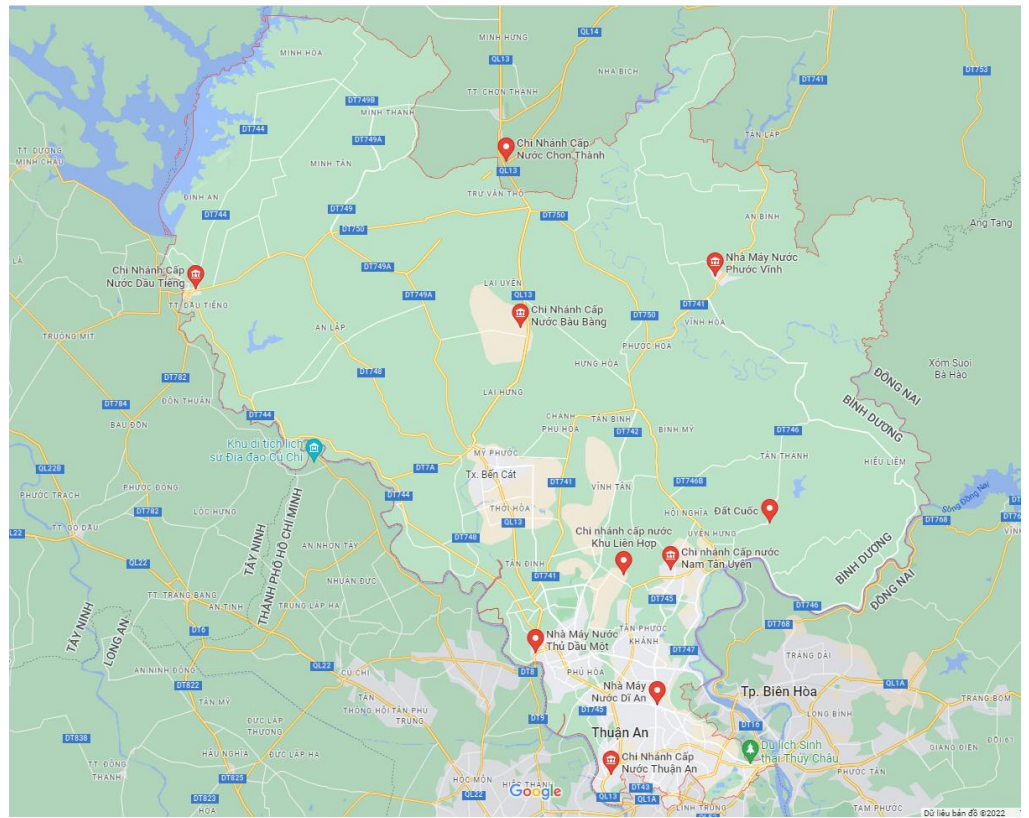 MINH HƯNG
QL14
MINH HÒA
QL13
NHA BÍCH
DT741
DT753
TT. CHƠN THÀNH
DT749B
MINH THẠNH
DT744
DT749A
TÂN LẬP
TT. DƯƠNG
MINH CHÂU
MINH TÂN
Chi Nhánh Cấp
Nước Chơn Thành
QL13
TRỪ VĂN THỐ
ĐỊNH AN
DT744
DT749
DT750
DT750
AN BÌNH
Ang Tang
Chi Nhánh Cấp
Nước Dầu Tiếng
DT749A
Nhà Máy Nước
Phước Vĩnh
TT. DẦU TIẾNG
DT749A
LAI UYÊN
QL13
Chi Nhánh Cấp
Nước Bàu Bàng
DT741
DT750
VĨNH HÒA
AN LẬP
TRUÔNG MÍT
PHƯỚC HÒA
DT782
DT748
HƯNG HÒA
Xóm Suối
Bà Hào
ĐỒNG NAI
BÌNH DƯƠNG
DT784
ĐÔN THUẬN
LAI HƯNG
BÀU ĐỒN
DT744
CHÁNH
PHÚ HÒA
TÂN BÌNH
DT742
BÌNH MỸ
DT746
Khu di tích lịch
sử Địa đạo Củ Chi
MỸ PHƯỚC
TÂN THÀNH
HIẾU LIÊM
QL22B
DT7A
Tx. Bến Cát
DT741
DT746B
VĨNH TÂN
PHƯỚC TRẠCH
PHƯỚC ĐÔNG
DT744
Sông Đồng Nai
DT782
LỘC HƯNG
THỚI HÒA
HỘI NGHĨA
Đất Cuốc
TT. GÒ DẦU
QL13
UYÊN HƯNG
DT768
QL22
TÂY NINH
THÀNH PHỐ HỒ CHÍ MINH
AN NHƠN TÂY
DT748
Chi nhánh cấp nước
Khu Liên Hợp
Chi nhánh Cấp nước
Nam Tân Uyên
QL22
TÂN ĐỊNH
DT741
BÌNH DƯƠNG
ĐỒNG NAI
NHUẬN ĐỨC
TT. TRẢNG BÀNG
DT745
DT746
DT6
AN TỊNH
TRUNG LẬP HẠ
DT768
TÂY NINH
LONG AN
Nhà Máy Nước
Thủ Dầu Một
TÂN PHƯỚC
KHÁNH
DT747
TRẢNG DÀI
AN NINH ĐÔNG
QL22
CỦ CHI
DT8
PHÚ HÒA
QL1A
DT822
Nhà Máy
Nước Dĩ An
Tp. Biên Hòa
TRẢNG BOM
TÂN MỸ
TÂN
THÔNG HỘI
TÂN PHÚ
TRUNG
DT9
DT745
LONG BÌNH
ĐỨC LẬP
THƯỢNG
DT16
DT838
Thuận An
GIANG ĐIỀN
HẬU NGHĨA
ĐỨC LẬP HẠ
Du lịch Sinh
thái Thủy Châu
TT. ĐÔNG
THÀNH
DT825
Chi Nhánh Cấp
Nước Thuận An
PHƯỚC TÂN
HÓC MÔN
Google
DT823
QL22
QL13
DT43
QL1A
LINH TRUNG
TAM PHƯỚC
Dữ liệu bản đồ ©2022